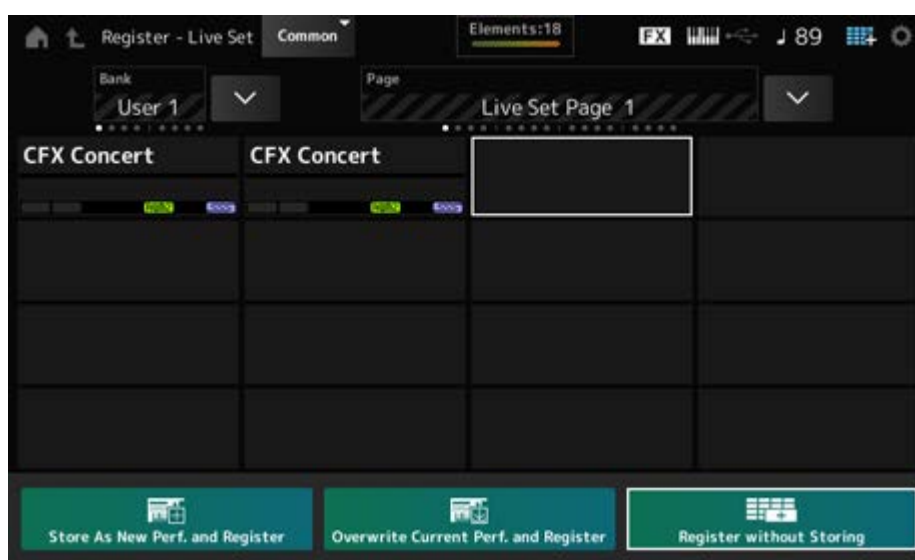 Register - Live Set
Common
Elements:18
FX
89
Bank
User 1
Page
Live Set Page 1
CFX Concert
CFX Concert
Store As New Perf. and Register
Overwrite Current Perf. and Register
Register without Storing